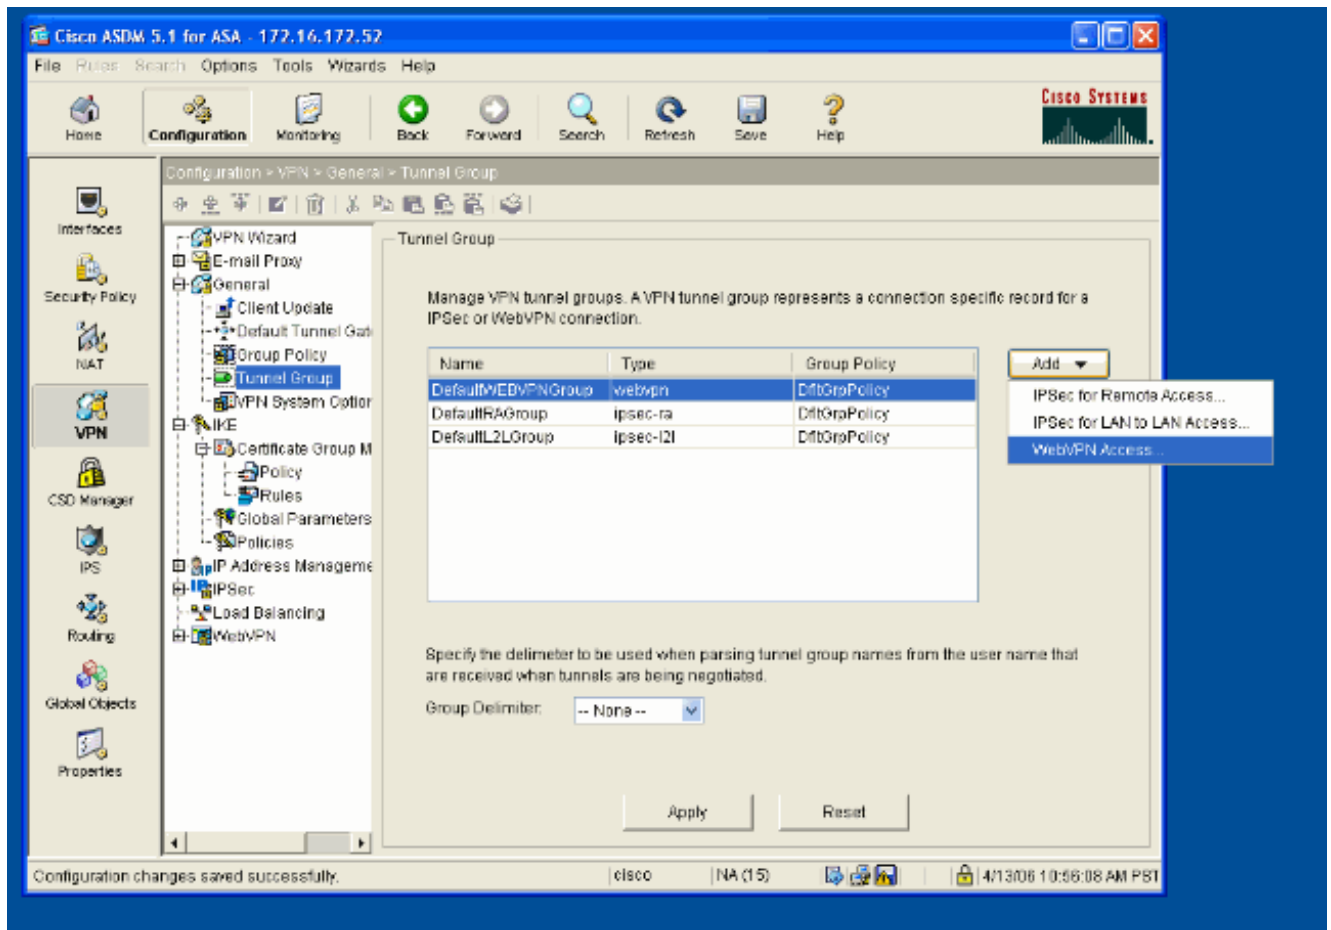 Cisco ASDM 5.1 for ASA - 172.16.172.52
File Rules Search Options Tools Wizards Help
Home
Configuration
Monitoring
Back
Forward
Search
Refresh
Save
Help
CISCO SYSTEMS
Configuration > VPN > General > Tunnel Group
Interfaces
Security Policy
NAT
VPN
CSD Manager
IPS
Routing
Global Objects
Properties
VPN Wizard
E-mail Proxy
General
Client Update
Default Tunnel Gat
Group Policy
Tunnel Group
VPN System Option
IKE
Certificate Group M
Policy
Rules
Global Parameters
Policies
IP Address Manageme
IPSec
Load Balancing
WebVPN
Tunnel Group
Manage VPN tunnel groups. A VPN tunnel group represents a connection specific record for a
IPSec or WebVPN connection.
Name Type Group Policy
DefaultWEBVPNGroup webvpn DfltGrpPolicy
DefaultRAGroup ipsec-ra DfltGrpPolicy
DefaultL2LGroup ipsec-l2l DfltGrpPolicy
Add
IPSec for Remote Access...
IPSec for LAN to LAN Access...
WebVPN Access...
Specify the delimeter to be used when parsing tunnel group names from the user name that
are received when tunnels are being negotiated.
Group Delimiter: -- None --
Apply
Reset
Configuration changes saved successfully.
cisco
NA (15)
4/13/06 10:56:08 AM PST